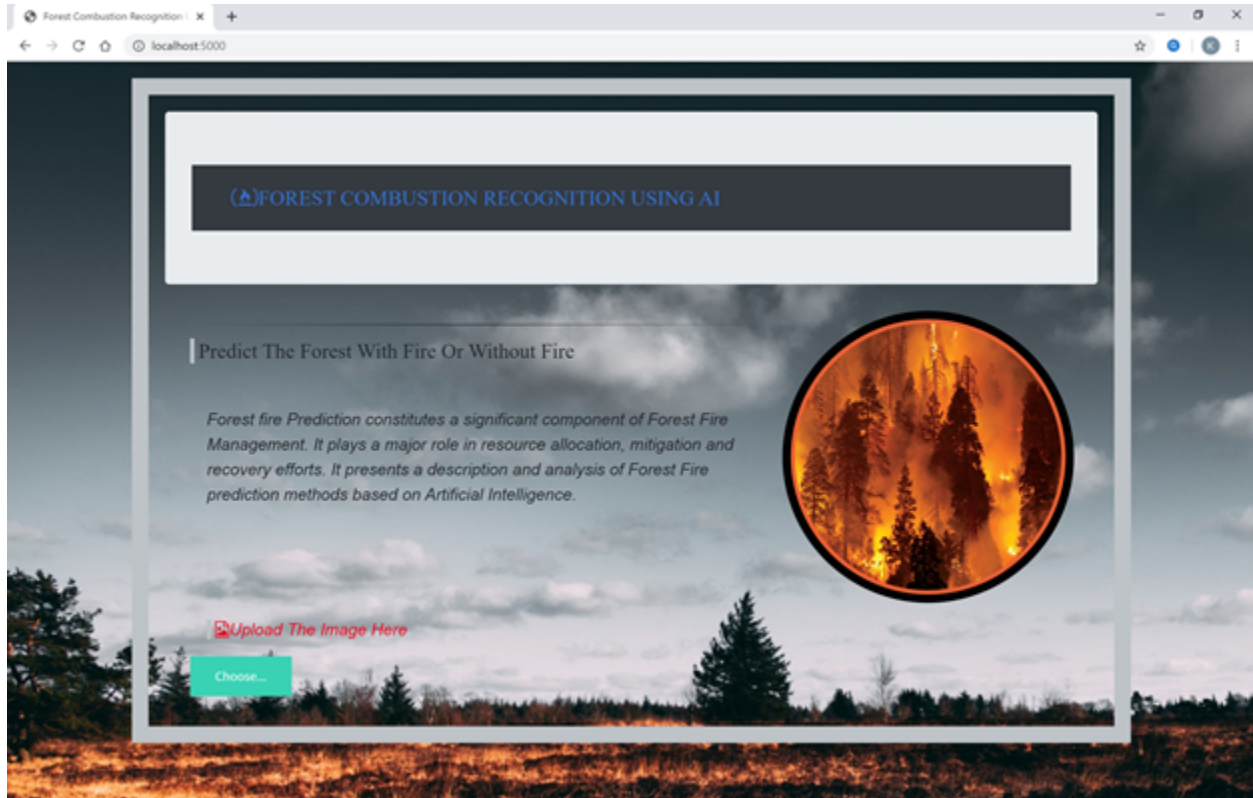 Forest Combustion Recognition
localhost:5000
K
FOREST COMBUSTION RECOGNITION USING AI
Predict The Forest With Fire Or Without Fire
Forest fire Prediction constitutes a significant component of Forest Fire
Management. It plays a major role in resource allocation, mitigation and
recovery efforts. It presents a description and analysis of Forest Fire
prediction methods based on Artificial Intelligence.
Upload The Image Here
Choose...